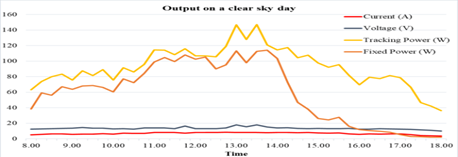 Output on a clear sky day
Current (A)
Voltage (V)
Tracking Power (W)
Fixed Power (W)
160
140
120
100
80
60
40
20
0
8.00 9.00 10.00 11.00 12.00 13.00 14.00 15.00 16.00 17.00 18.00
Time